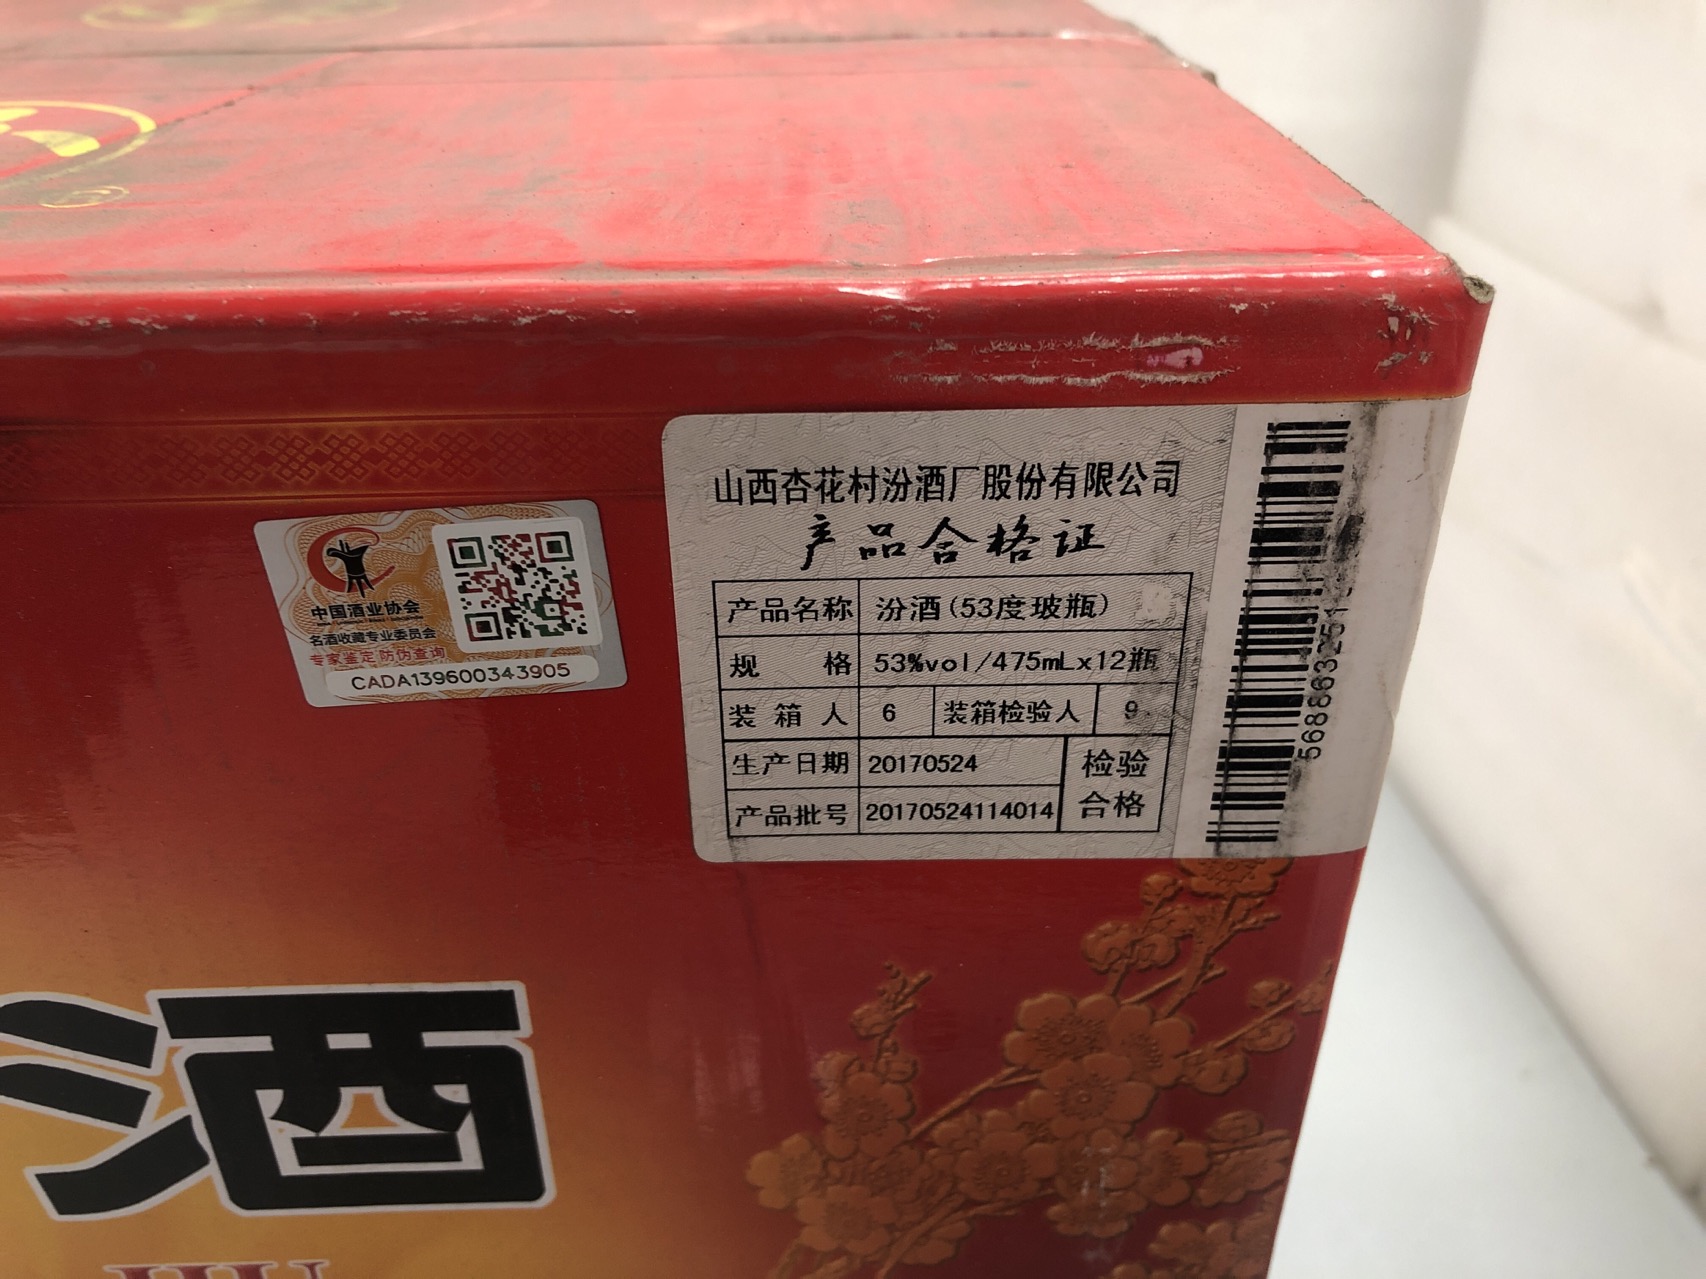 中国酒业协会
名酒收藏专业委员会
专家鉴定 防伪查询
CADA139600343905
山西杏花村汾酒厂股份有限公司
产品合格证
产品名称 汾酒(53度玻瓶)
规 格 53%vol/475mLx12瓶
装箱人 6 装箱检验人 9
生产日期 20170524 检验
产品批号 20170524114014 合格
酒